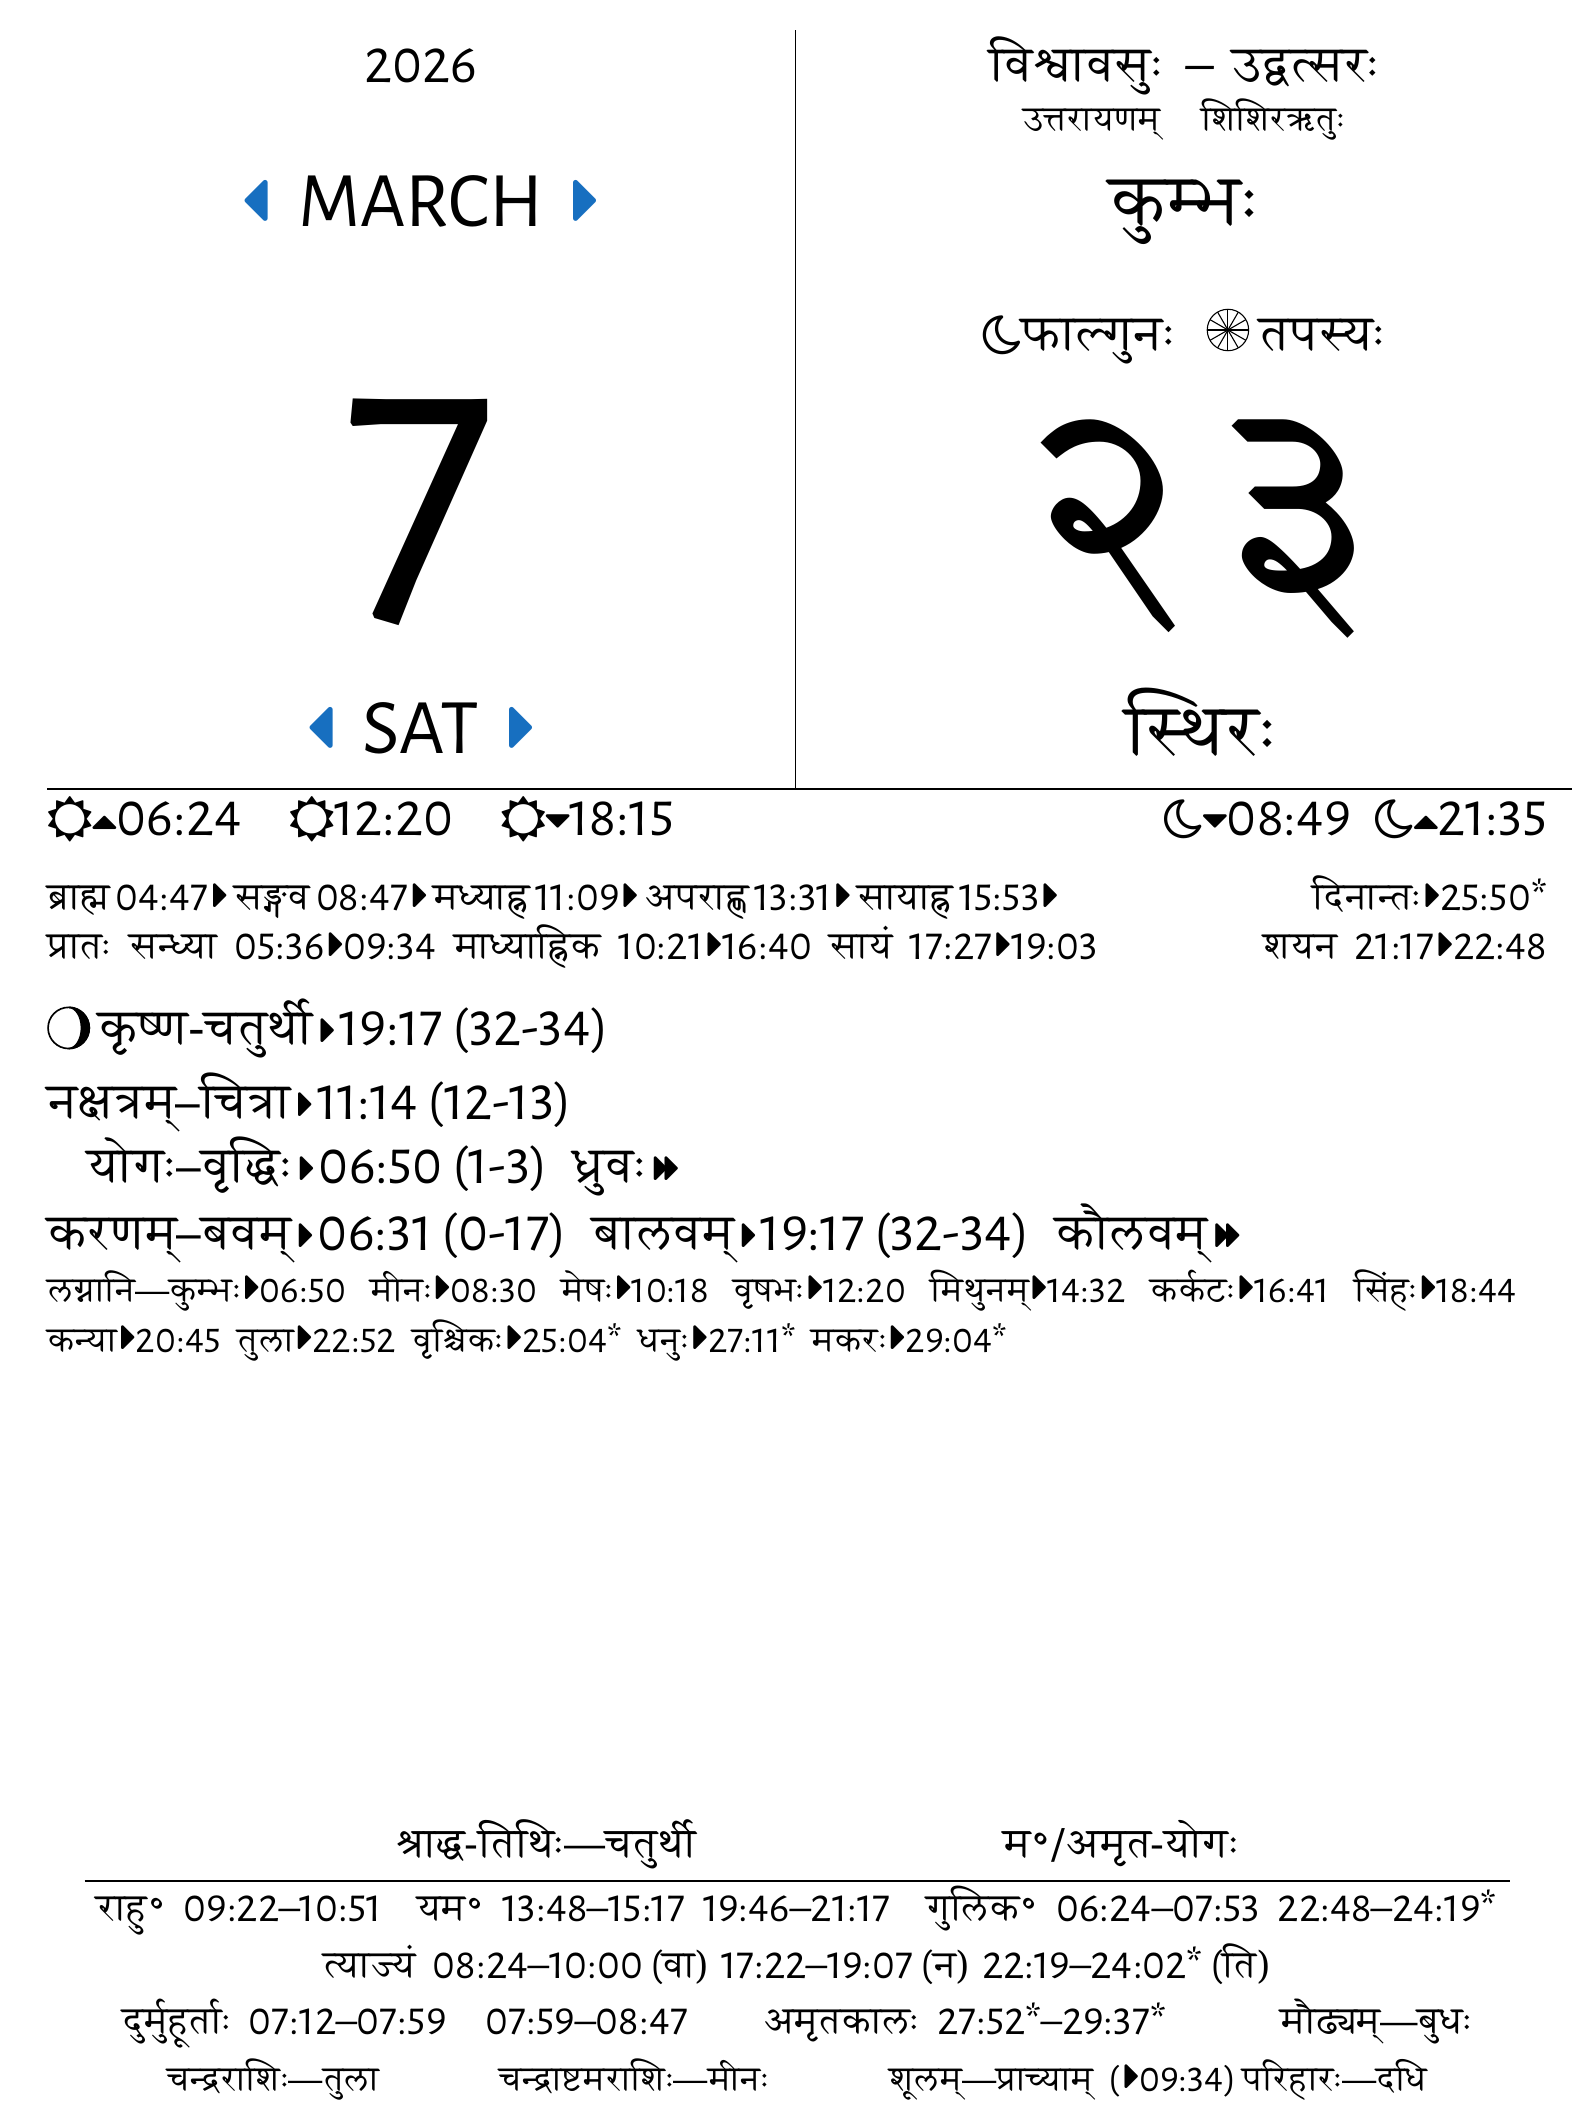 2026
MARCH
7
SAT
विश्वावसुः – उद्वत्सरः
उत्तरायणम् शिशिरऋतुः
कुम्भः
फाल्गुनः तपस्यः
२३
स्थिरः
06:24 12:20 18:15 08:49 21:35
ब्राह्म 04:47 सङ्गव 08:47 मध्याह्न 11:09 अपराह्ण 13:31 सायाह्न 15:53 दिनान्तः 25:50*
प्रातः सन्ध्या 05:36 09:34 माध्याह्निक 10:21 16:40 सायं 17:27 19:03 शयन 21:17 22:48
कृष्ण-चतुर्थी 19:17 (32-34)
नक्षत्रम्–चित्रा 11:14 (12-13)
योगः–वृद्धिः 06:50 (1-3) ध्रुवः
करणम्–बवम् 06:31 (0-17) बालवम् 19:17 (32-34) कौलवम्
लग्नानि—कुम्भः 06:50 मीनः 08:30 मेषः 10:18 वृषभः 12:20 मिथुनम् 14:32 कर्कटः 16:41 सिंहः 18:44
कन्या 20:45 तुला 22:52 वृश्चिकः 25:04* धनुः 27:11* मकरः 29:04*
श्राद्ध-तिथिः—चतुर्थी म॰/अमृत-योगः
राहु॰ 09:22–10:51 यम॰ 13:48–15:17 19:46–21:17 गुलिक॰ 06:24–07:53 22:48–24:19*
त्याज्यं 08:24–10:00 (वा) 17:22–19:07 (न) 22:19–24:02* (ति)
दुर्मुहूर्ताः 07:12–07:59 07:59–08:47 अमृतकालः 27:52*–29:37* मौढ्यम्—बुधः
चन्द्रराशिः—तुला चन्द्राष्टमराशिः—मीनः शूलम्—प्राच्याम् (09:34) परिहारः—दधि